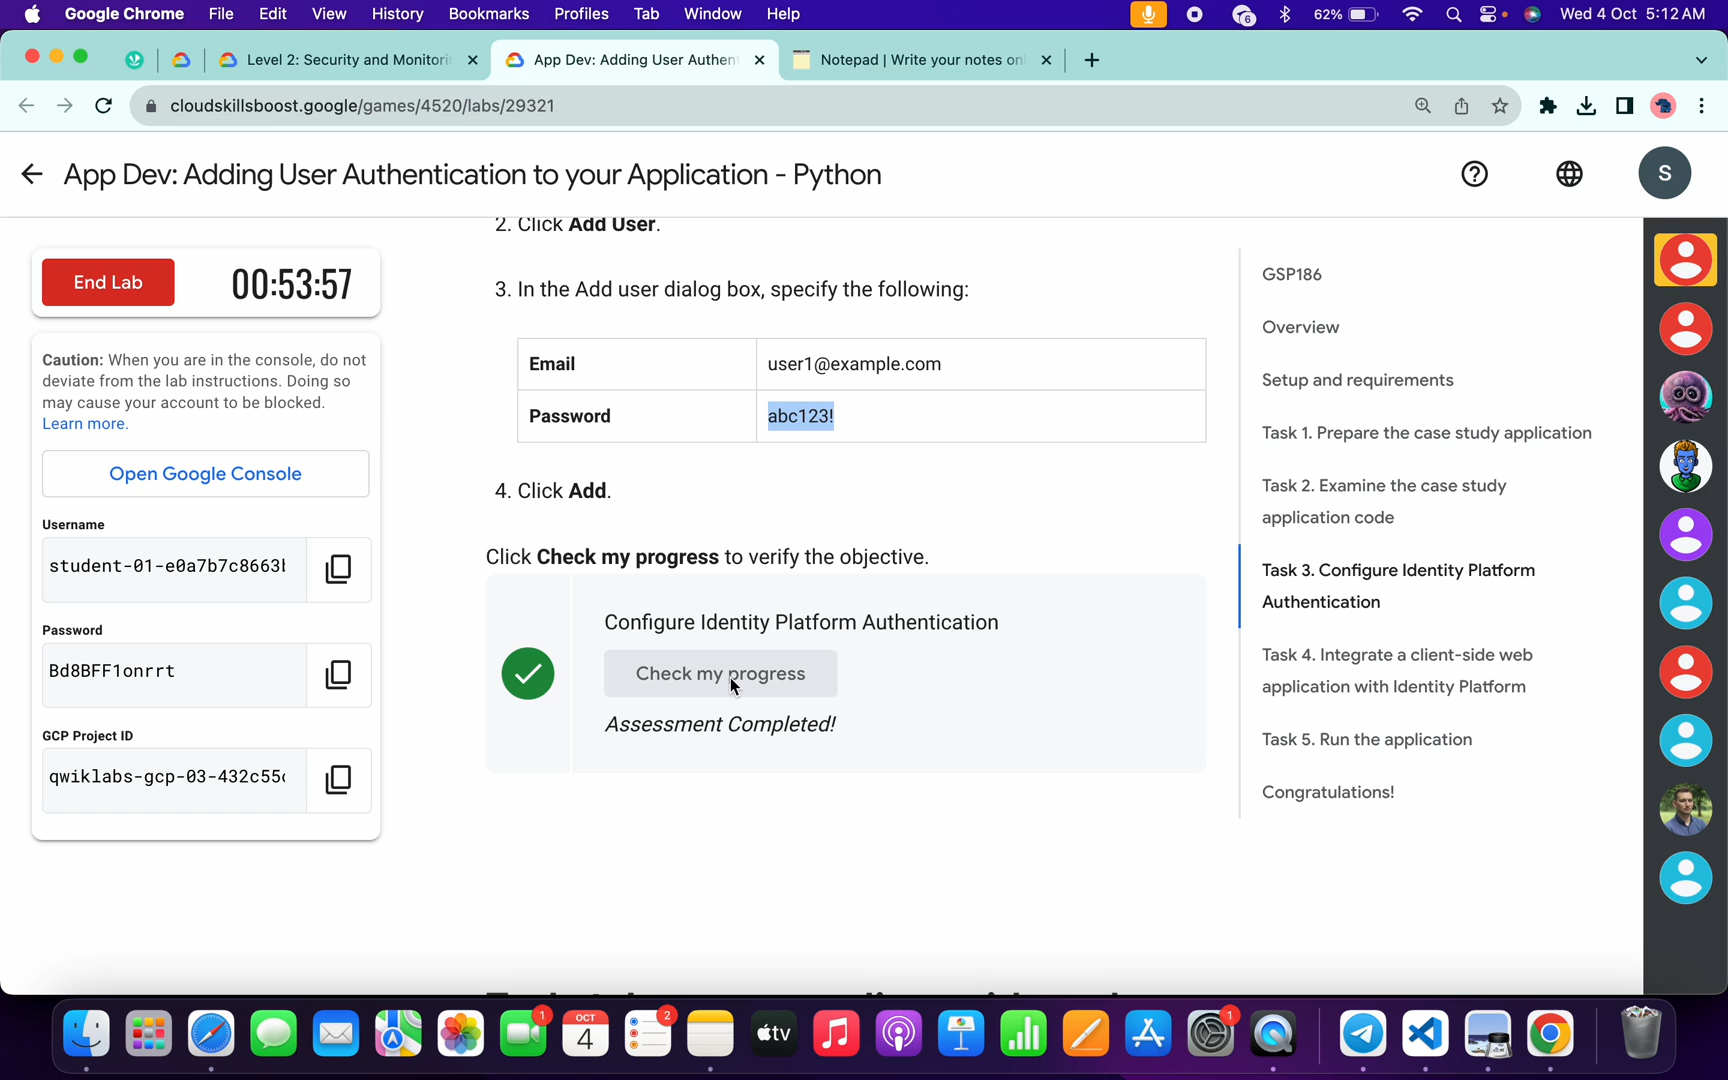 Google Chrome File Edit View History Bookmarks Profiles Tab Window Help 6 62% Wed 4 Oct 5:12 AM
Level 2: Security and Monitori App Dev: Adding User Authen Notepad | Write your notes onl
cloudskillsboost.google/games/4520/labs/29321
App Dev: Adding User Authentication to your Application - Python
S
End Lab
00:53:57
Caution: When you are in the console, do not
deviate from the lab instructions. Doing so
may cause your account to be blocked.
Learn more.
Open Google Console
Username
student-01-e0a7b7c8663
Password
Bd8BFF1onrrt
GCP Project ID
qwiklabs-gcp-03-432c55
2. Click Add User.
3. In the Add user dialog box, specify the following:
Email user1@example.com
Password abc123!
4. Click Add.
Click Check my progress to verify the objective.
Configure Identity Platform Authentication
Check my progress
Assessment Completed!
GSP186
Overview
Setup and requirements
Task 1. Prepare the case study application
Task 2. Examine the case study
application code
Task 3. Configure Identity Platform
Authentication
Task 4. Integrate a client-side web
application with Identity Platform
Task 5. Run the application
Congratulations!
1 OCT 4 2 tv 1